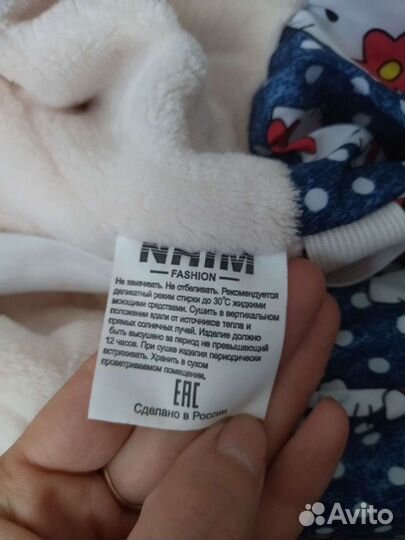 NAIM
FASHION
Не замачивать. Не отбеливать. Рекомендуется
деликатный режим стирки до 30°С жидкими
моющими средствами. Сушить в вертикальном
положении вдали от источников тепла и
прямых солнечных лучей. Изделие должно
быть высушено за период не превышающий
12 часов. При сушке изделия периодически
встряхивать. Хранить в сухом
проветриваемом помещении.
EAC
Сделано в России
Avito